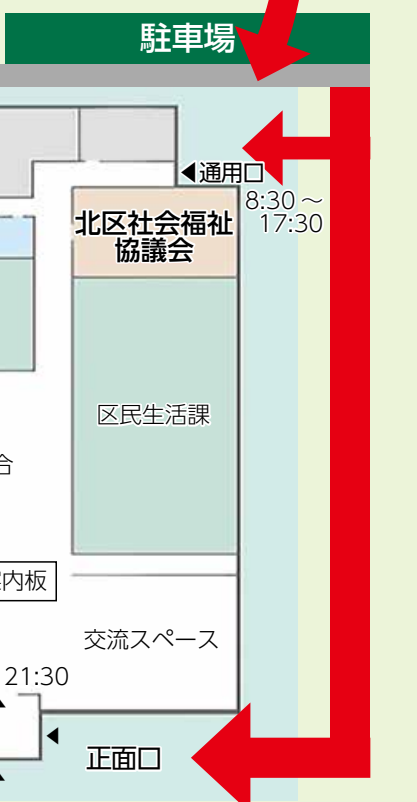 駐車場
◀通用口
8:30～
17:30
北区社会福祉
協議会
区民生活課
合
内板
交流スペース
21:30
正面口